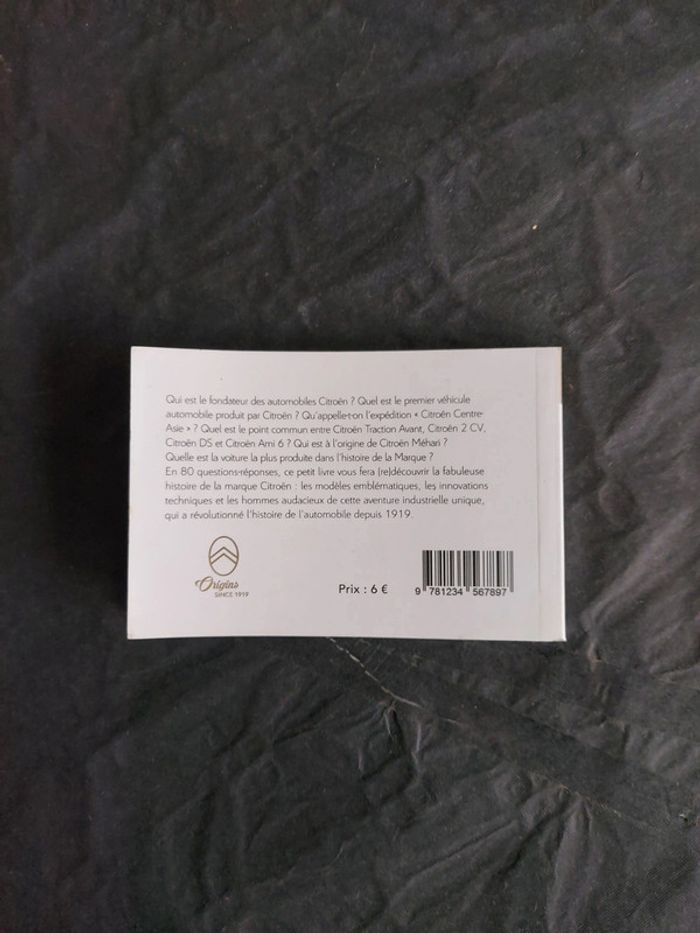 Qui est le fondateur des automobiles Citroën ? Quel est le premier véhicule
automobile produit par Citroën ? Qu'appelle-t-on l'expédition « Citroën Centre-
Asie » ? Quel est le point commun entre Citroën Traction Avant, Citroën 2 CV,
Citroën DS et Citroën Ami 6 ? Qui est à l'origine de Citroën Méhari ?
Quelle est la voiture la plus produite dans l'histoire de la Marque ?
En 80 questions-réponses, ce petit livre vous fera (re)découvrir la fabuleuse
histoire de la marque Citroën : les modèles emblématiques, les innovations
techniques et les hommes audacieux de cette aventure industrielle unique,
qui a révolutionné l'histoire de l'automobile depuis 1919.
Origins
SINCE 1919
Prix : 6 €
9 781234 567897